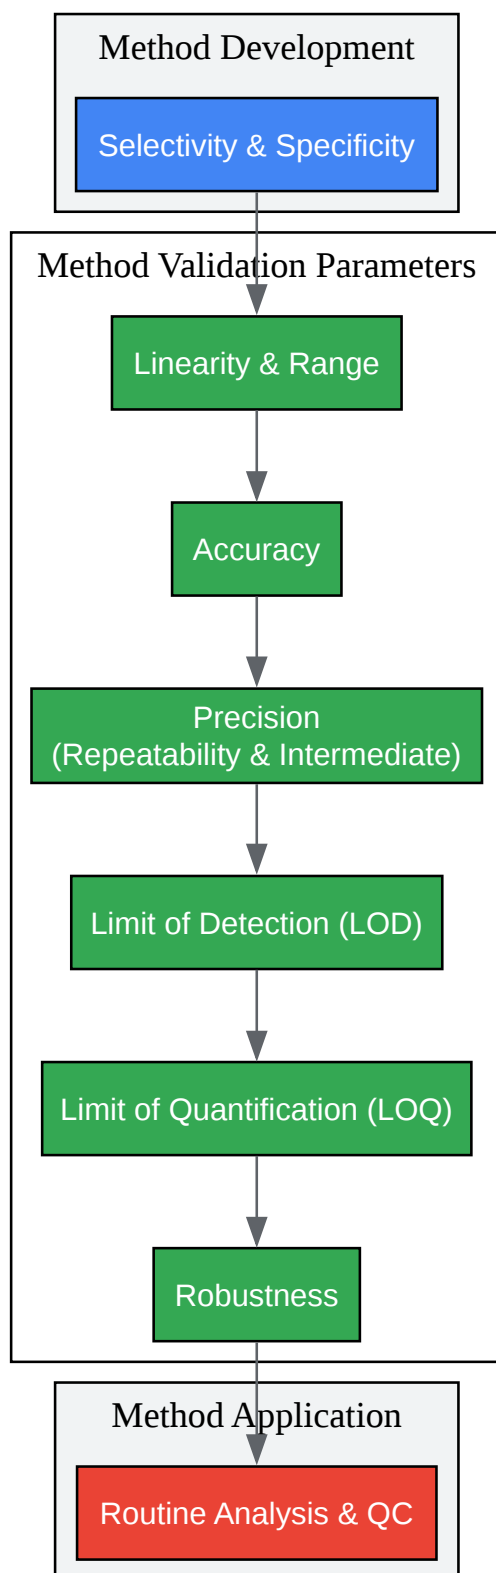 Method Development
Selectivity & Specificity
Method Validation Parameters
Linearity & Range
Accuracy
Precision
(Repeatability & Intermediate)
Limit of Detection (LOD)
Limit of Quantification (LOQ)
Robustness
Method Application
Routine Analysis & QC